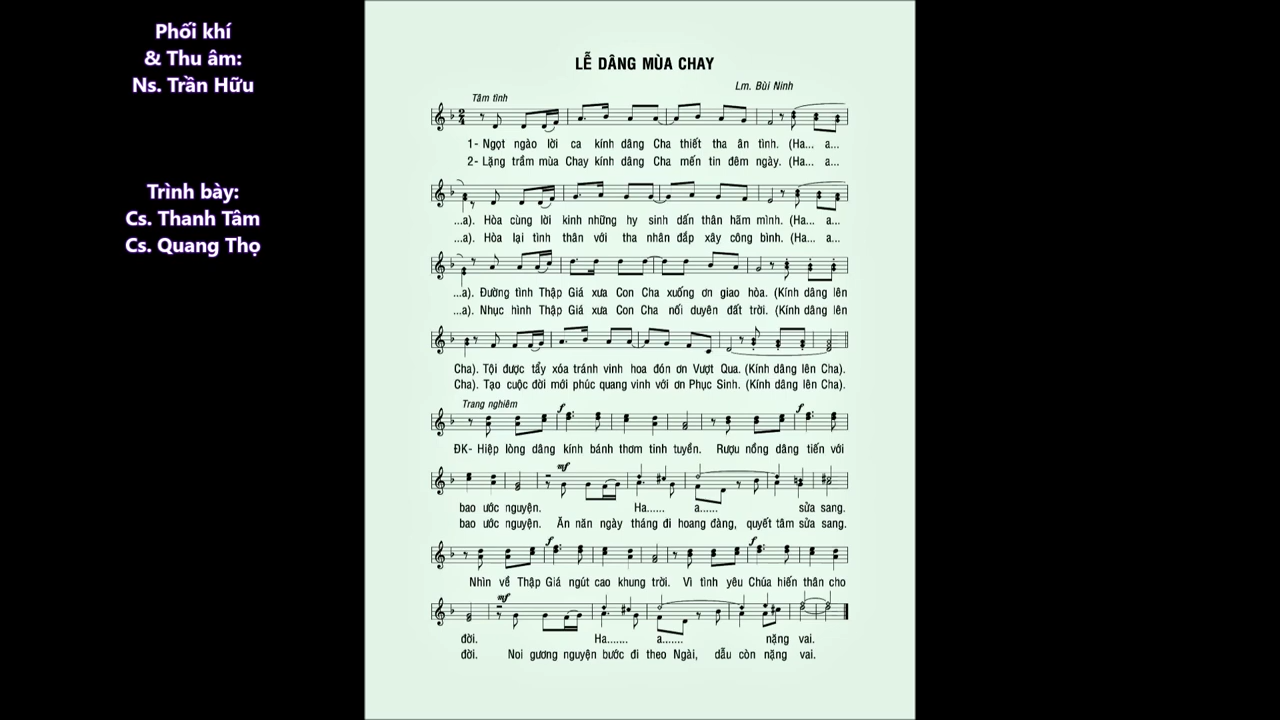 Phối khí
& Thu âm:
Ns. Trần Hữu
Trình bày:
Cs. Thanh Tâm
Cs. Quang Thọ
LỄ DÂNG MÙA CHAY
Lm. Bùi Ninh
Tâm tình
1- Ngọt ngào lời ca kính dâng Cha thiết tha ân tình. (Ha... a...
2- Lặng trầm mùa Chay kính dâng Cha mến tin đêm ngày. (Ha... a...
...a). Hòa cùng lời kinh những hy sinh dấn thân hãm mình. (Ha... a...
...a). Hòa lại tình thân với tha nhân đắp xây công bình. (Ha... a...
...a). Đường tình Thập Giá xưa Con Cha xuống ơn giao hòa. (Kính dâng lên
...a). Nhục hình Thập Giá xưa Con Cha nối duyên đất trời. (Kính dâng lên
Cha). Tội được tẩy xóa tránh vinh hoa đón ơn Vượt Qua. (Kính dâng lên Cha).
Cha). Tạo cuộc đời mới phúc quang vinh với ơn Phục Sinh. (Kính dâng lên Cha).
Trang nghiêm
f f
ĐK- Hiệp lòng dâng kính bánh thơm tinh tuyền. Rượu nồng dâng tiến với
mf
bao ước nguyện. Ha...... a...... sửa sang.
bao ước nguyện. Ăn năn ngày tháng đi hoang đàng, quyết tâm sửa sang.
f f
Nhìn về Thập Giá ngút cao khung trời. Vì tình yêu Chúa hiến thân cho
mf
đời. Ha....... a....... nặng vai.
đời. Noi gương nguyện bước đi theo Ngài, dẫu còn nặng vai.